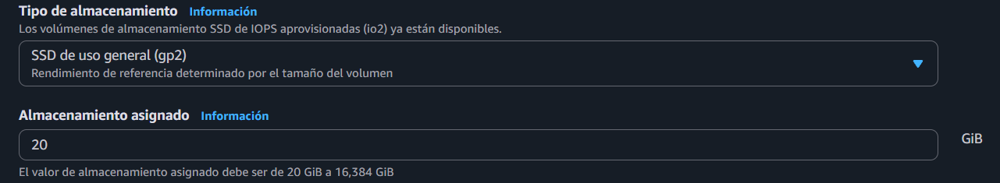 Tipo de almacenamiento Información
Los volúmenes de almacenamiento SSD de IOPS aprovisionadas (io2) ya están disponibles.
SSD de uso general (gp2)
Rendimiento de referencia determinado por el tamaño del volumen
Almacenamiento asignado Información
20
GiB
El valor de almacenamiento asignado debe ser de 20 GiB a 16,384 GiB